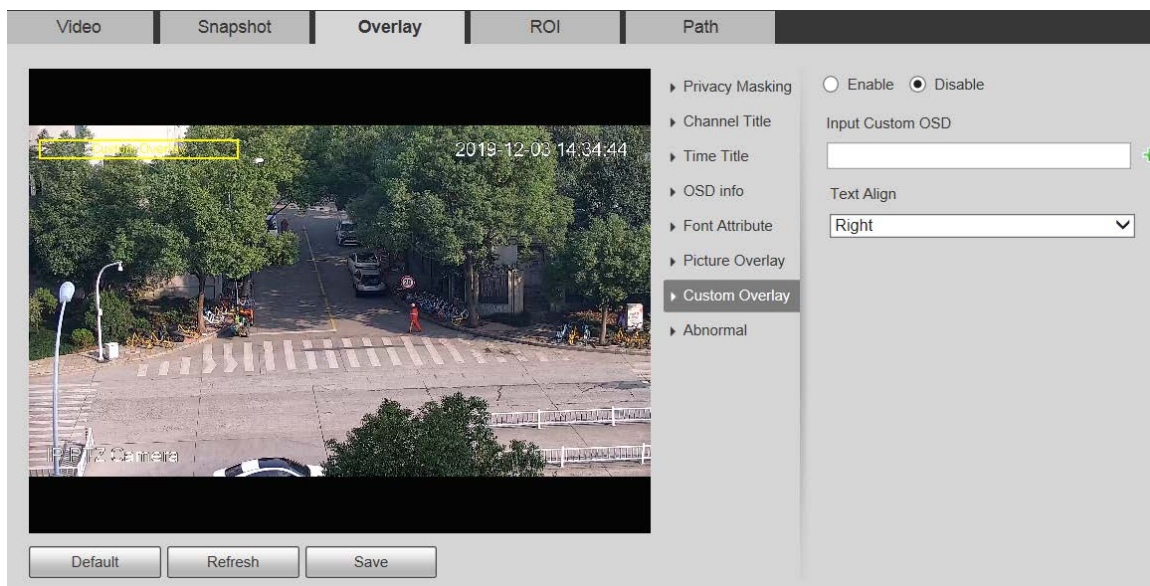 Video Snapshot Overlay ROI Path
Custom Overlay
2019-12-03 14:34:44
PTZ Camera
Privacy Masking
Channel Title
Time Title
OSD info
Font Attribute
Picture Overlay
Custom Overlay
Abnormal
Enable Disable
Input Custom OSD
Text Align
Right
Default Refresh Save